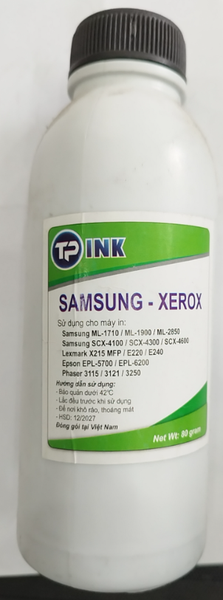 TP INK
SAMSUNG - XEROX
Sử dụng cho máy in:
Samsung ML-1710 / ML-1900 / ML-2850
Samsung SCX-4100 / SCX-4300 / SCX-4600
Lexmark X215 MFP / E220 / E240
Epson EPL-5700 / EPL-6200
Phaser 3115 / 3121 / 3250
Hướng dẫn sử dụng:
- Bảo quản dưới 42°C
- Lắc đều trước khi sử dụng
- Để nơi khô ráo, thoáng mát
- HSD: 12/2027
Đóng gói tại Việt Nam
Net Wt: 80 gram